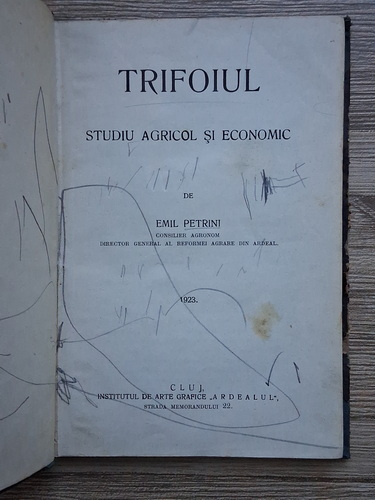 TRIFOIUL
STUDIU AGRICOL ȘI ECONOMIC
DE
EMIL PETRINI
CONSILIER AGRONOM
DIRECTOR GENERAL AL REFORMEI AGRARE DIN ARDEAL.
1923.
CLUJ,
INSTITUTUL DE ARTE GRAFICE „ARDEALUL“,
STRADA MEMORANDULUI 22.